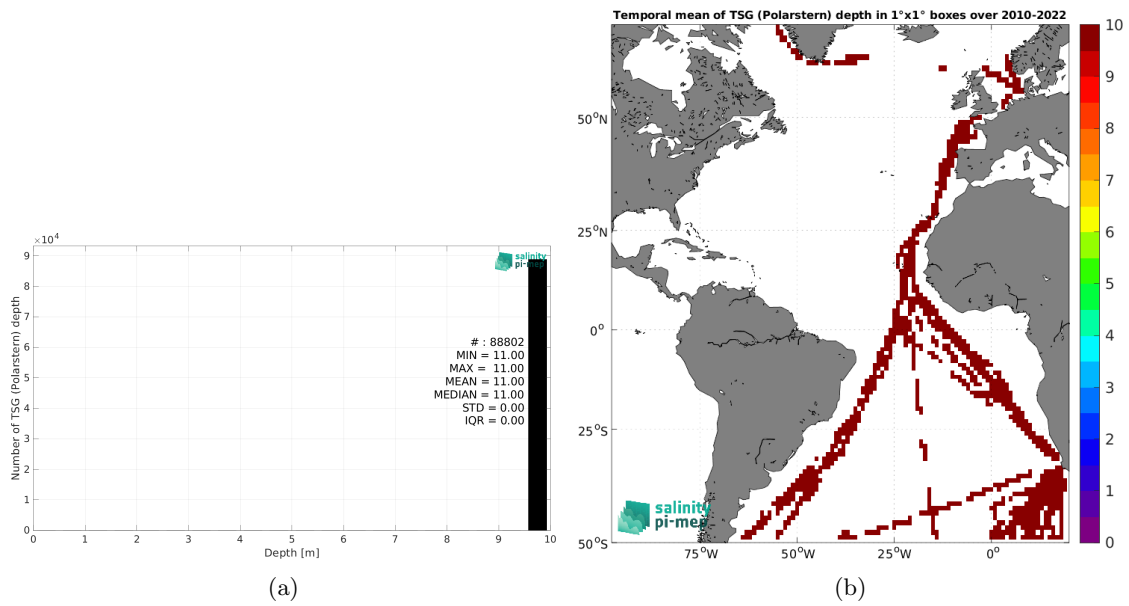 ×10⁴
9
8
7
6
5
4
3
2
1
0
Number of TSG (Polarstern) depth
salinity
pi-mep
# : 88802
MIN = 11.00
MAX = 11.00
MEAN = 11.00
MEDIAN = 11.00
STD = 0.00
IQR = 0.00
0 1 2 3 4 5 6 7 8 9 10
Depth [m]
(a)
Temporal mean of TSG (Polarstern) depth in 1°x1° boxes over 2010-2022
50°N
25°N
0°
25°S
50°S
salinity
pi-mep
75°W 50°W 25°W 0°
10
9
8
7
6
5
4
3
2
1
0
(b)